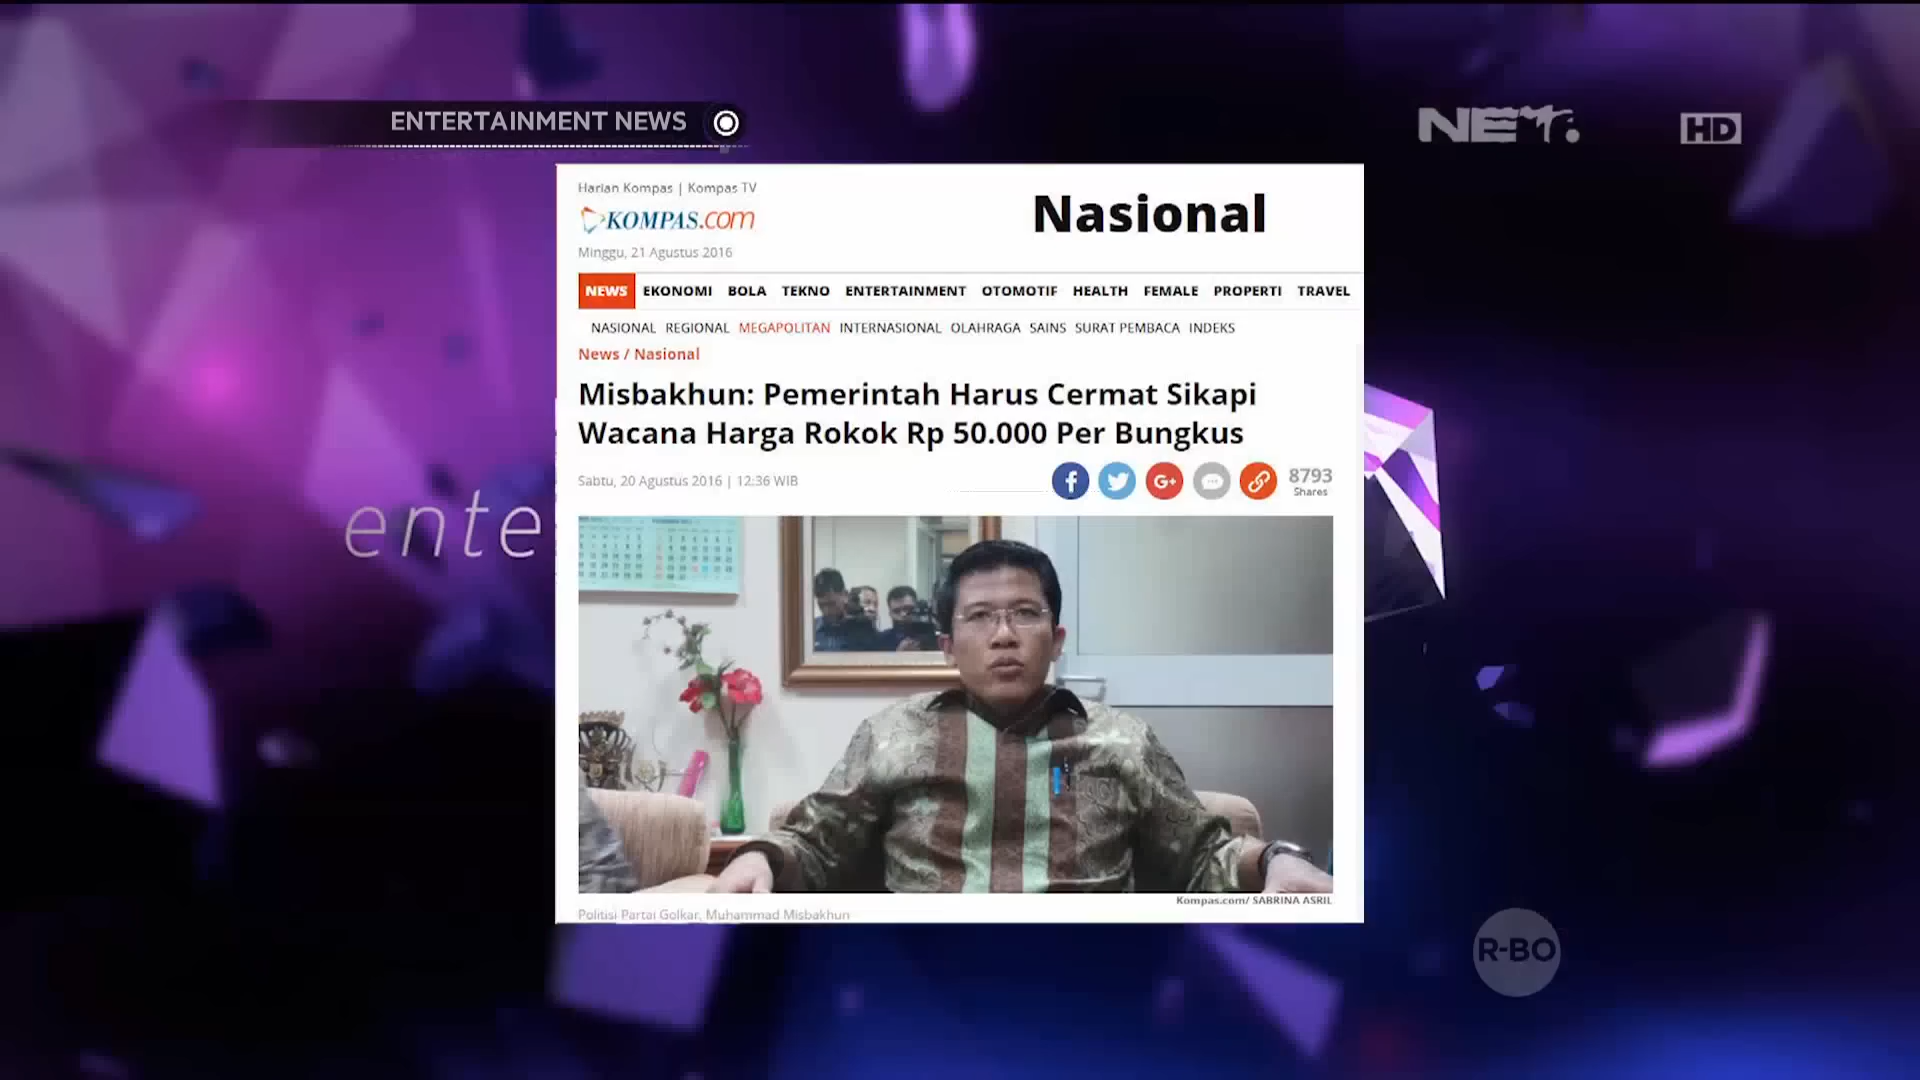 ENTERTAINMENT NEWS
NET.
HD
Harian Kompas | Kompas TV
KOMPAS.com
Nasional
Minggu, 21 Agustus 2016
NEWS EKONOMI BOLA TEKNO ENTERTAINMENT OTOMOTIF HEALTH FEMALE PROPERTI TRAVEL
NASIONAL REGIONAL MEGAPOLITAN INTERNASIONAL OLAHRAGA SAINS SURAT PEMBACA INDEKS
News / Nasional
Misbakhun: Pemerintah Harus Cermat Sikapi
Wacana Harga Rokok Rp 50.000 Per Bungkus
Sabtu, 20 Agustus 2016 | 12:36 WIB
8793
Shares
ente
Kompas.com/ SABRINA ASRIL
Politisi Partai Golkar, Muhammad Misbakhun
R-BO